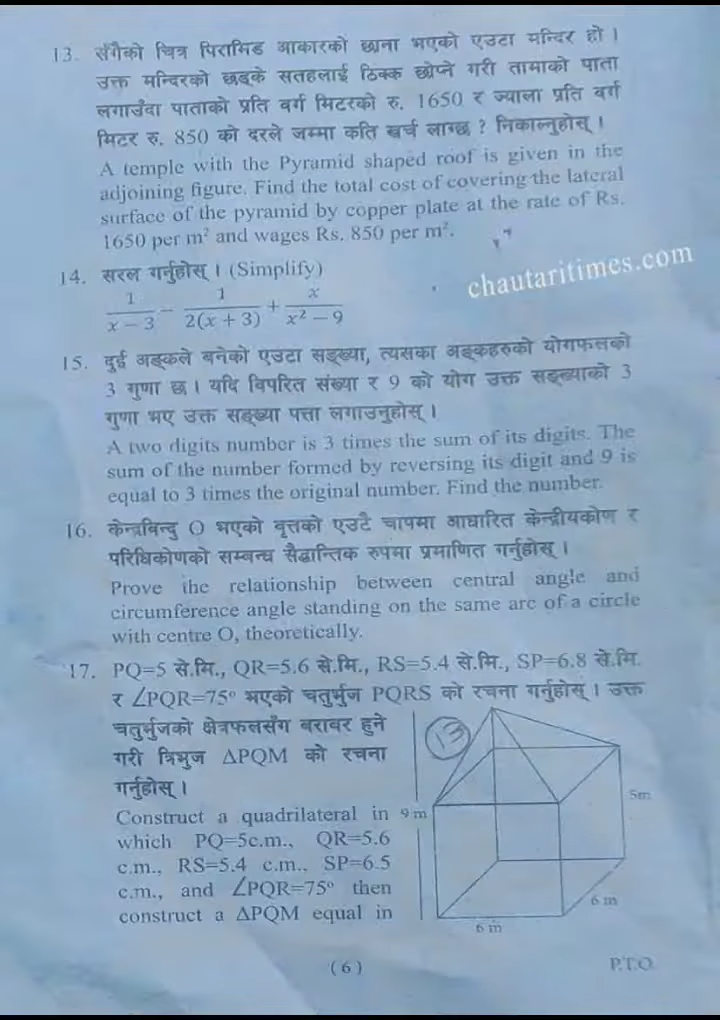 13. सँगैको चित्र पिरामिड आकारको छाना भएको एउटा मन्दिर हो ।
उक्त मन्दिरको छड्के सतहलाई ठिक्क छोप्ने गरी तामाको पाता
लगाउँदा पाताको प्रति वर्ग मिटरको रु. 1650 र ज्याला प्रति वर्ग
मिटर रु. 850 को दरले जम्मा कति खर्च लाग्छ ? निकाल्नुहोस् ।
A temple with the Pyramid shaped roof is given in the
adjoining figure. Find the total cost of covering the lateral
surface of the pyramid by copper plate at the rate of Rs.
1650 per m² and wages Rs. 850 per m².
14. सरल गर्नुहोस् । (Simplify)
1/(x − 3) − 1/(2(x + 3)) + x/(x² − 9)
chautaritimes.com
15. दुई अङ्कले बनेको एउटा सङ्ख्या, त्यसका अङ्कहरुको योगफलको
3 गुणा छ । यदि विपरित संख्या र 9 को योग उक्त सङ्ख्याको 3
गुणा भए उक्त सङ्ख्या पत्ता लगाउनुहोस् ।
A two digits number is 3 times the sum of its digits. The
sum of the number formed by reversing its digit and 9 is
equal to 3 times the original number. Find the number.
16. केन्द्रबिन्दु O भएको वृत्तको एउटै चापमा आधारित केन्द्रीयकोण र
परिधिकोणको सम्बन्ध सैद्धान्तिक रुपमा प्रमाणित गर्नुहोस् ।
Prove the relationship between central angle and
circumference angle standing on the same arc of a circle
with centre O, theoretically.
17. PQ=5 से.मि., QR=5.6 से.मि., RS=5.4 से.मि., SP=6.8 से.मि.
र ∠PQR=75° भएको चतुर्भुज PQRS को रचना गर्नुहोस् । उक्त
चतुर्भुजको क्षेत्रफलसँग बराबर हुने
गरी त्रिभुज ΔPQM को रचना
गर्नुहोस् ।
Construct a quadrilateral in
which PQ=5c.m., QR=5.6
c.m., RS=5.4 c.m., SP=6.5
c.m., and ∠PQR=75° then
construct a ΔPQM equal in
13
9 m
5m
6 m
6 m
(6)
P.T.O.